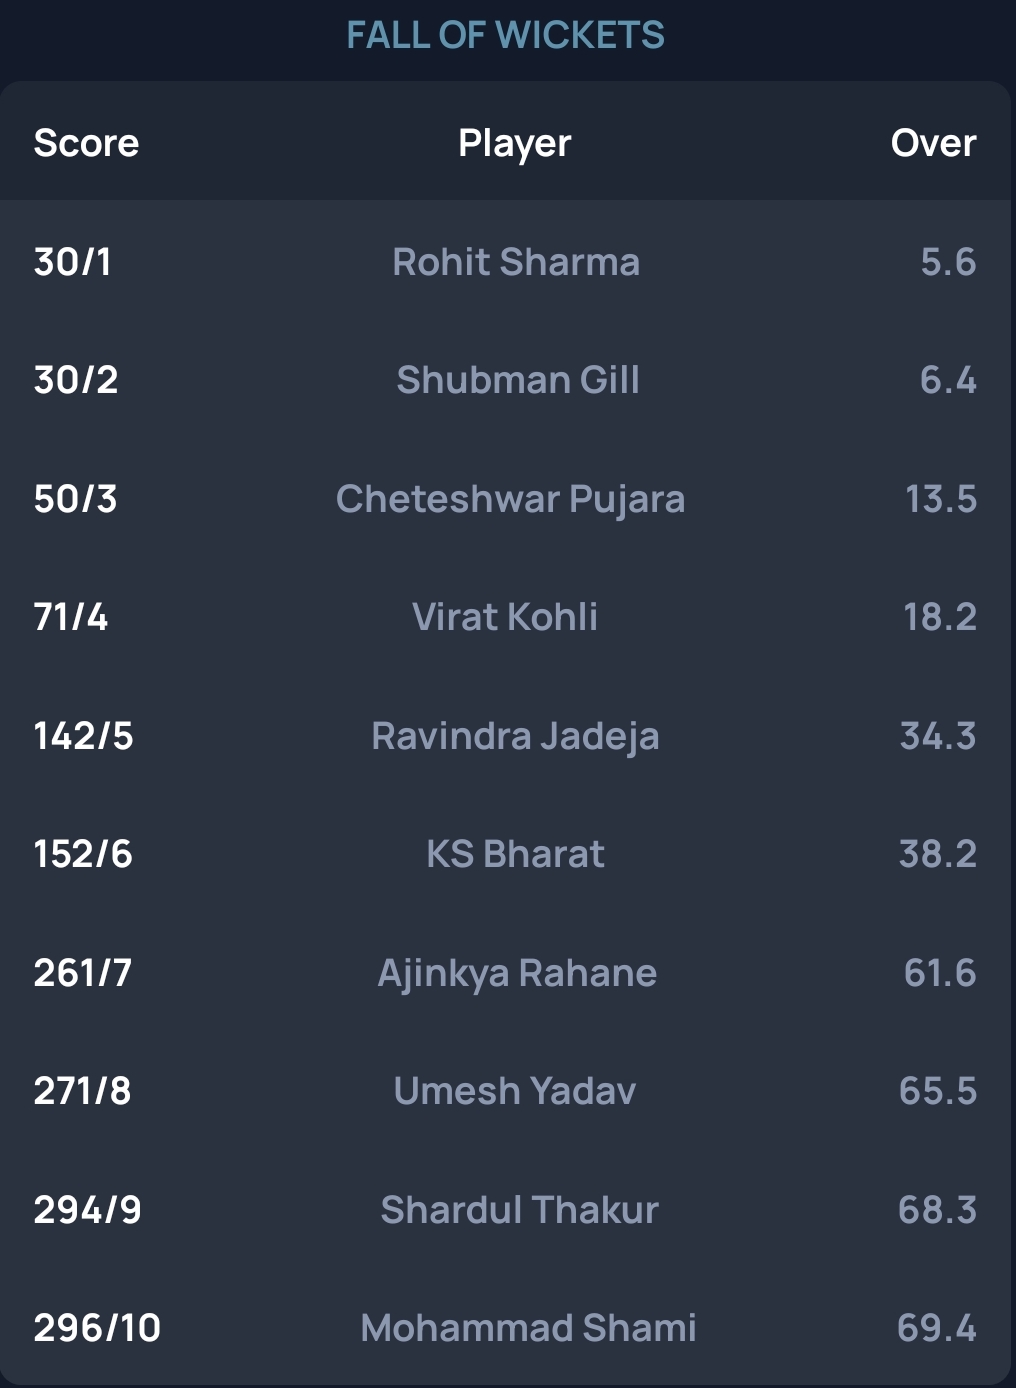 FALL OF WICKETS
Score Player Over
30/1 Rohit Sharma 5.6
30/2 Shubman Gill 6.4
50/3 Cheteshwar Pujara 13.5
71/4 Virat Kohli 18.2
142/5 Ravindra Jadeja 34.3
152/6 KS Bharat 38.2
261/7 Ajinkya Rahane 61.6
271/8 Umesh Yadav 65.5
294/9 Shardul Thakur 68.3
296/10 Mohammad Shami 69.4